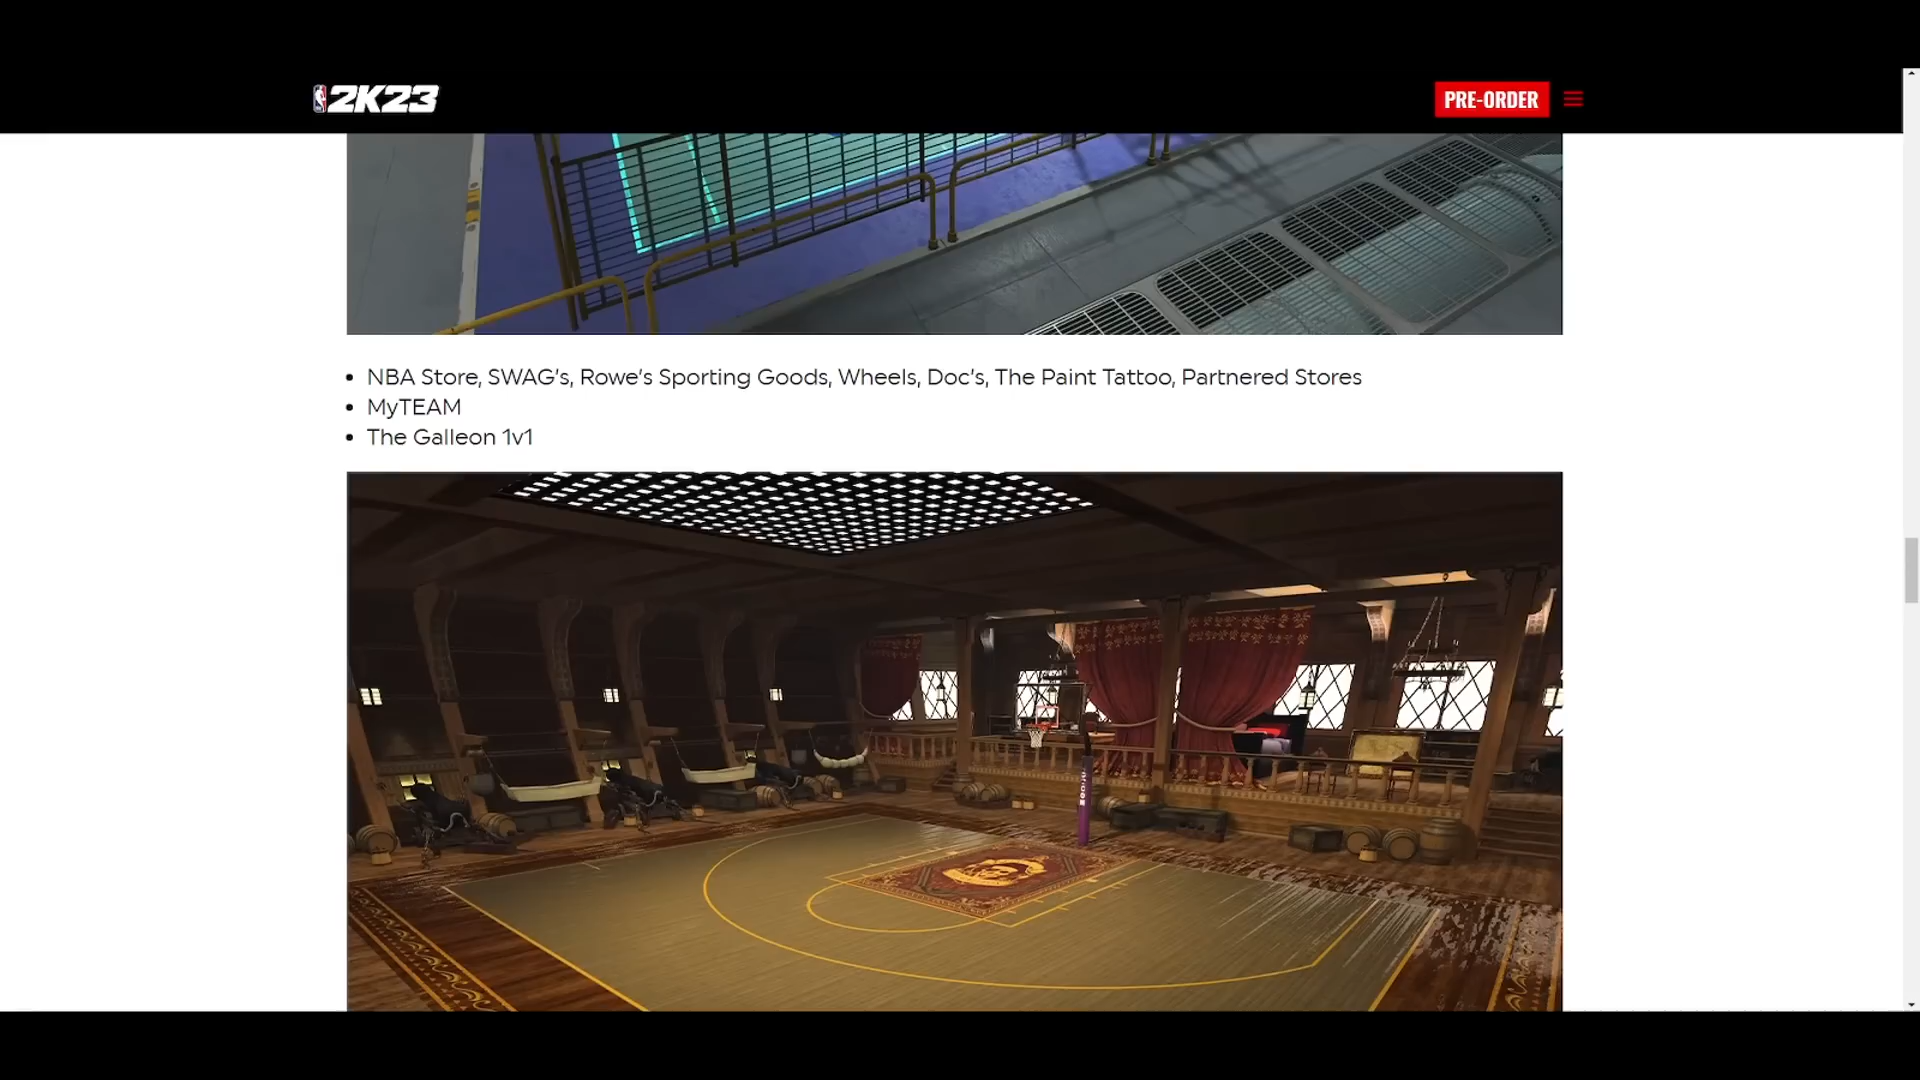 2K23
PRE-ORDER
NBA Store, SWAG's, Rowe's Sporting Goods, Wheels, Doc's, The Paint Tattoo, Partnered Stores
MyTEAM
The Galleon 1v1